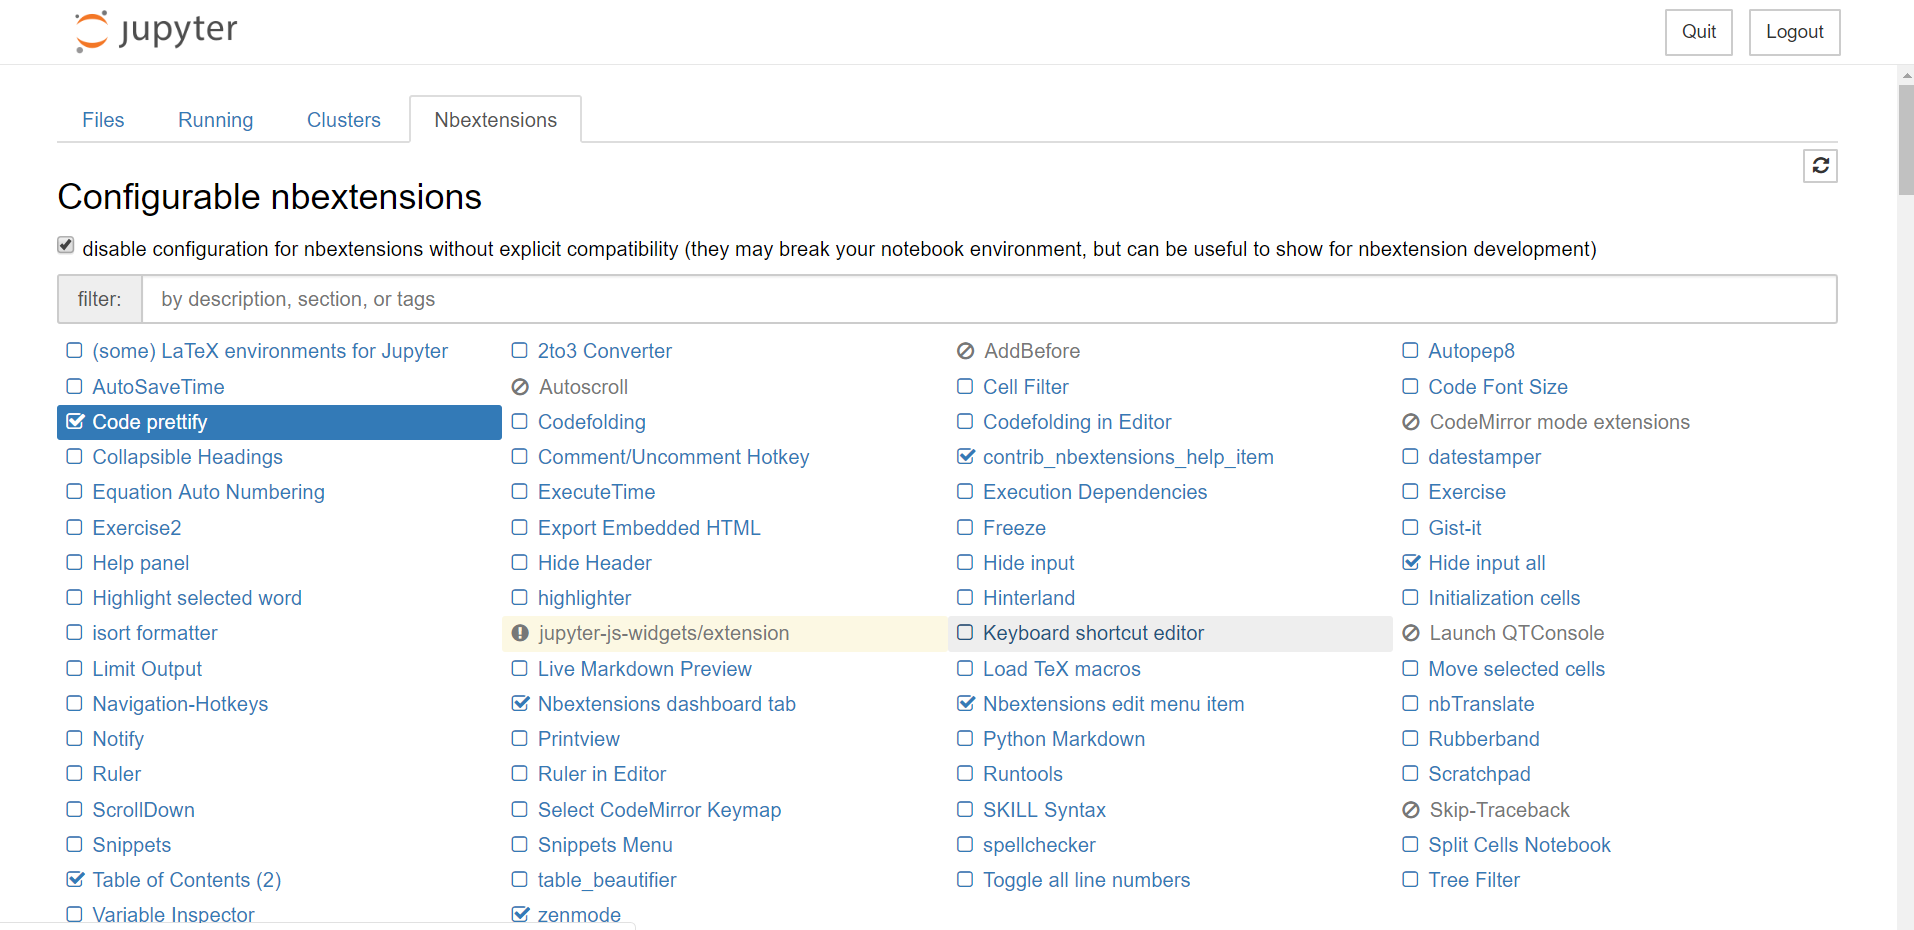 jupyter
Quit Logout
Files Running Clusters Nbextensions
Configurable nbextensions
disable configuration for nbextensions without explicit compatibility (they may break your notebook environment, but can be useful to show for nbextension development)
filter: by description, section, or tags
(some) LaTeX environments for Jupyter 2to3 Converter AddBefore Autopep8
AutoSaveTime Autoscroll Cell Filter Code Font Size
Code prettify Codefolding Codefolding in Editor CodeMirror mode extensions
Collapsible Headings Comment/Uncomment Hotkey contrib_nbextensions_help_item datestamper
Equation Auto Numbering ExecuteTime Execution Dependencies Exercise
Exercise2 Export Embedded HTML Freeze Gist-it
Help panel Hide Header Hide input Hide input all
Highlight selected word highlighter Hinterland Initialization cells
isort formatter jupyter-js-widgets/extension Keyboard shortcut editor Launch QTConsole
Limit Output Live Markdown Preview Load TeX macros Move selected cells
Navigation-Hotkeys Nbextensions dashboard tab Nbextensions edit menu item nbTranslate
Notify Printview Python Markdown Rubberband
Ruler Ruler in Editor Runtools Scratchpad
ScrollDown Select CodeMirror Keymap SKILL Syntax Skip-Traceback
Snippets Snippets Menu spellchecker Split Cells Notebook
Table of Contents (2) table_beautifier Toggle all line numbers Tree Filter
Variable Inspector zenmode